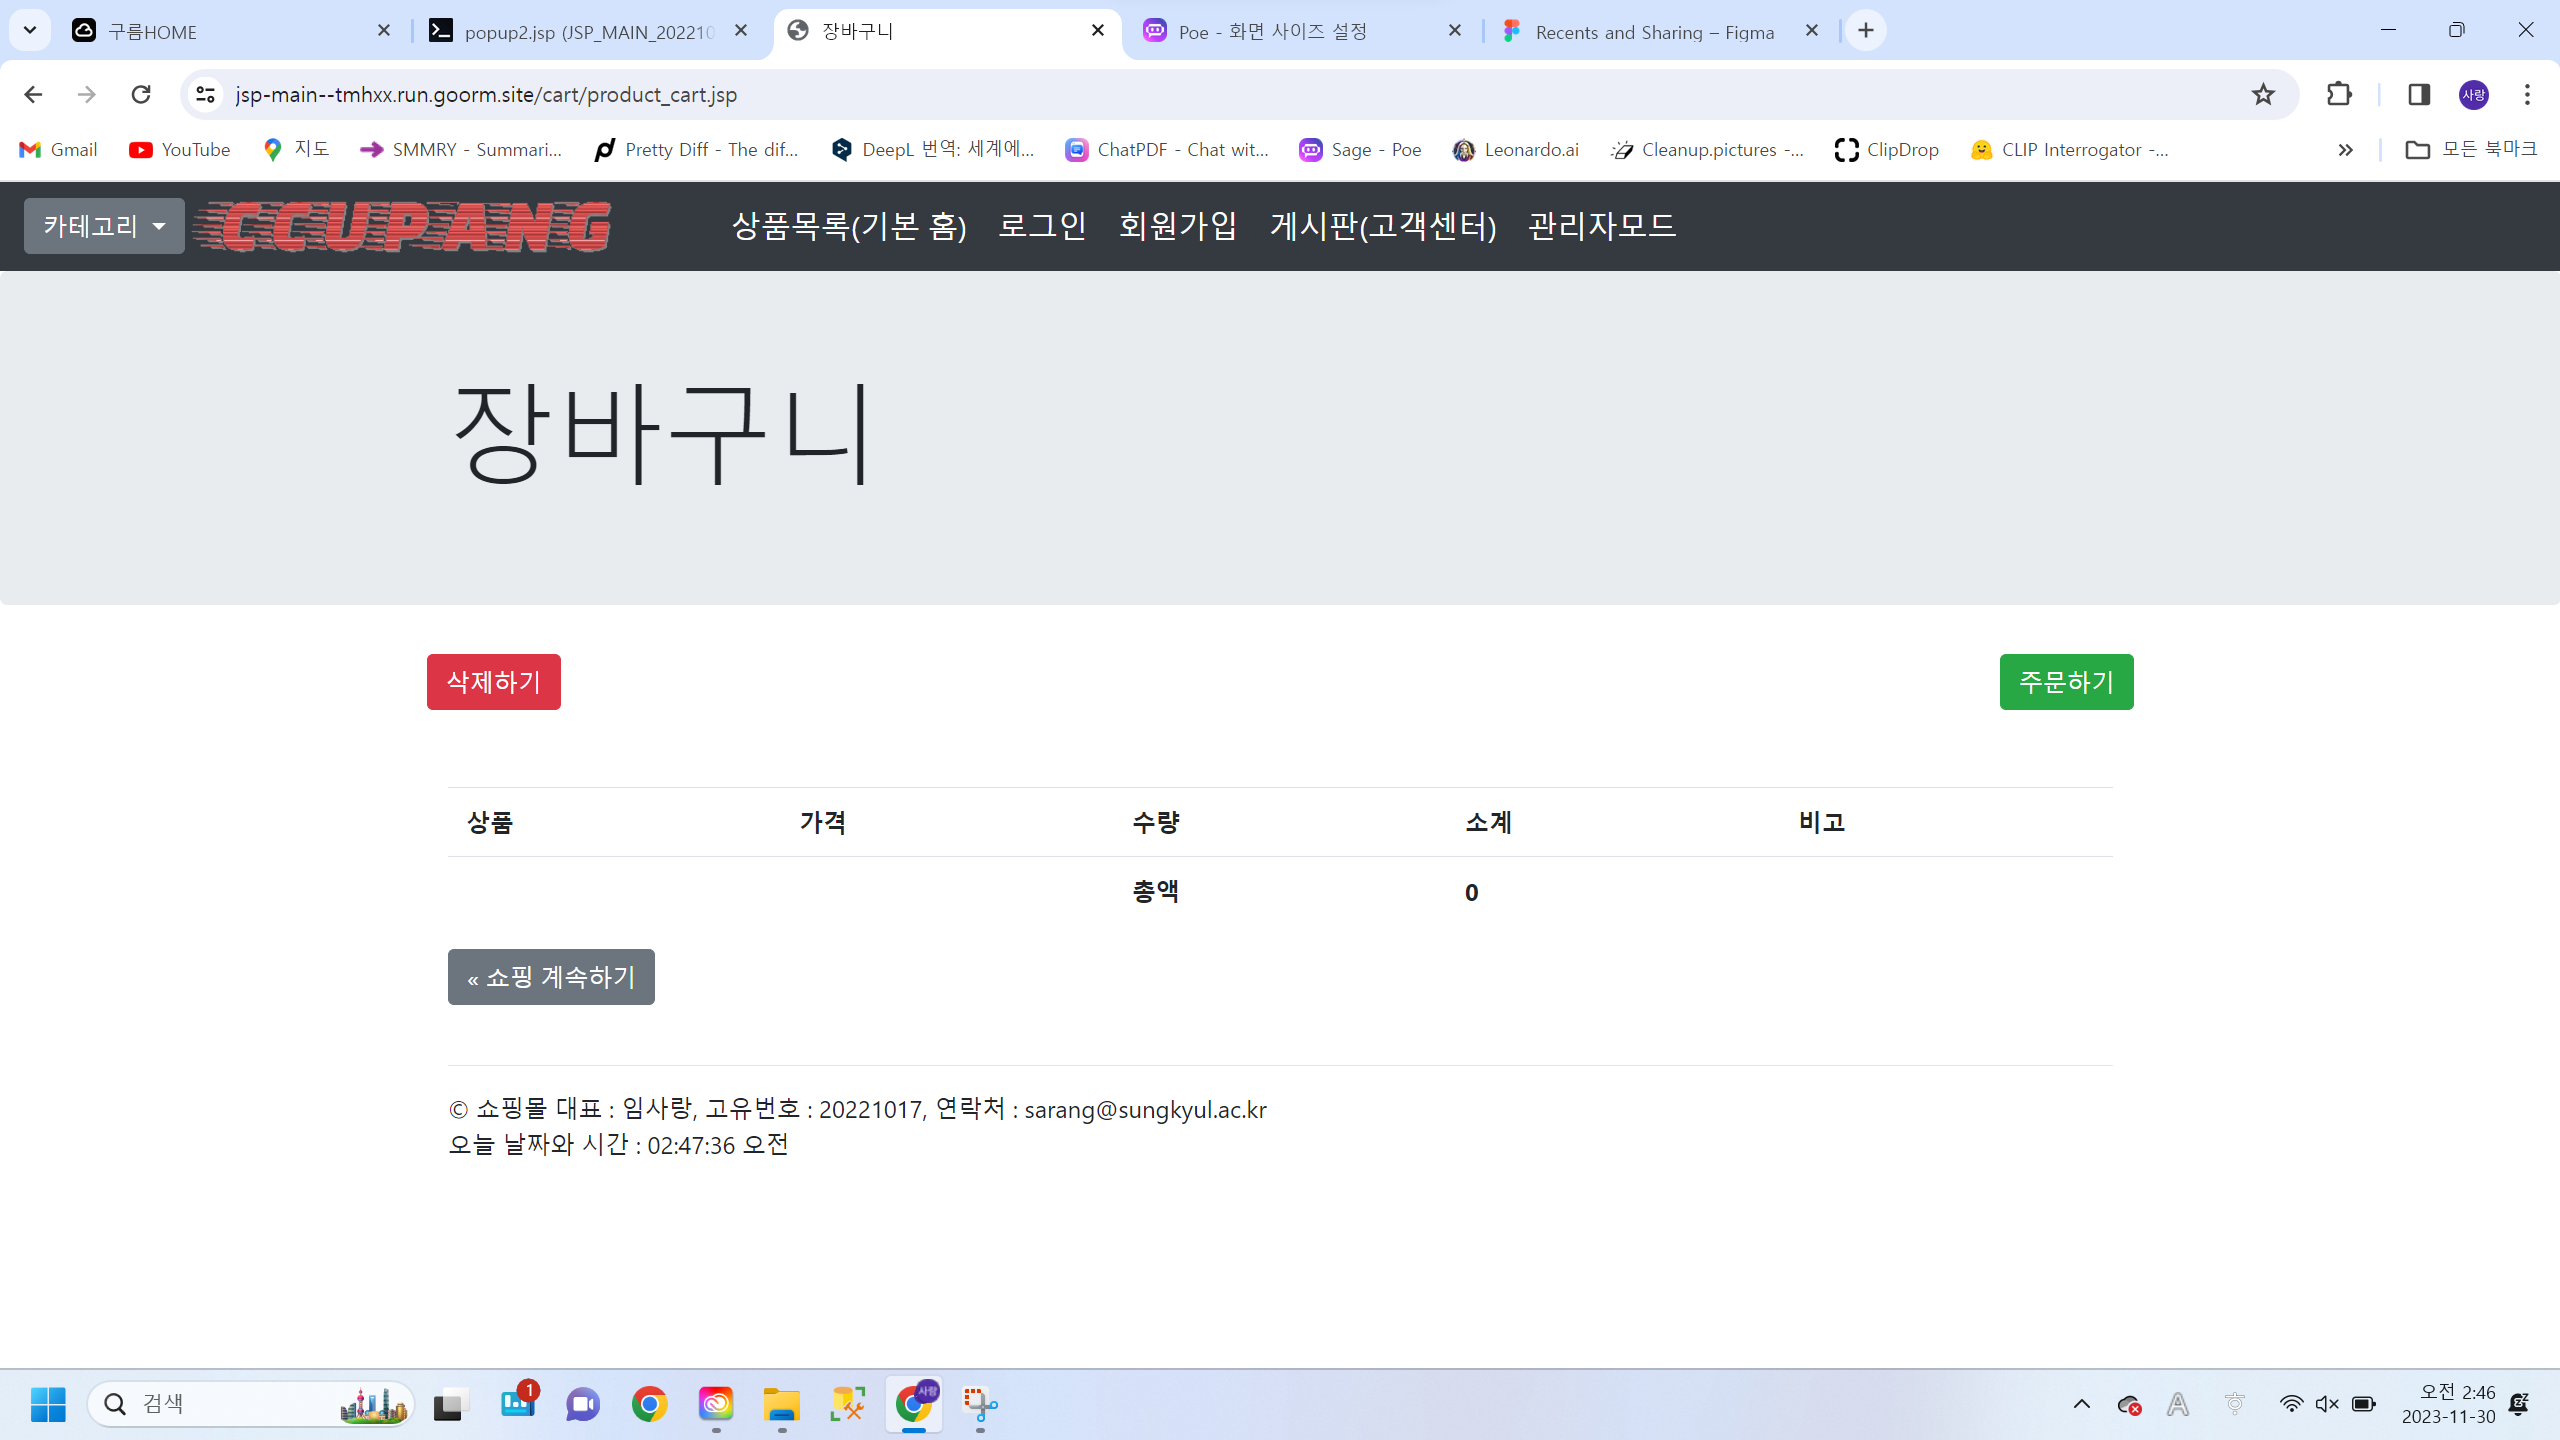 구름HOME
popup2.jsp (JSP_MAIN_202210
장바구니
Poe - 화면 사이즈 설정
Recents and Sharing – Figma
jsp-main--tmhxx.run.goorm.site/cart/product_cart.jsp
사랑
Gmail
YouTube
지도
SMMRY - Summari...
Pretty Diff - The dif...
DeepL 번역: 세계에...
ChatPDF - Chat wit...
Sage - Poe
Leonardo.ai
Cleanup.pictures -...
ClipDrop
CLIP Interrogator -...
»
모든 북마크
카테고리
CCUPANG
상품목록(기본 홈)
로그인
회원가입
게시판(고객센터)
관리자모드
장바구니
삭제하기
주문하기
상품 가격 수량 소계 비고
총액 0
« 쇼핑 계속하기
© 쇼핑몰 대표 : 임사랑, 고유번호 : 20221017, 연락처 : sarang@sungkyul.ac.kr
오늘 날짜와 시간 : 02:47:36 오전
검색
1
사랑
A
오전 2:46
2023-11-30